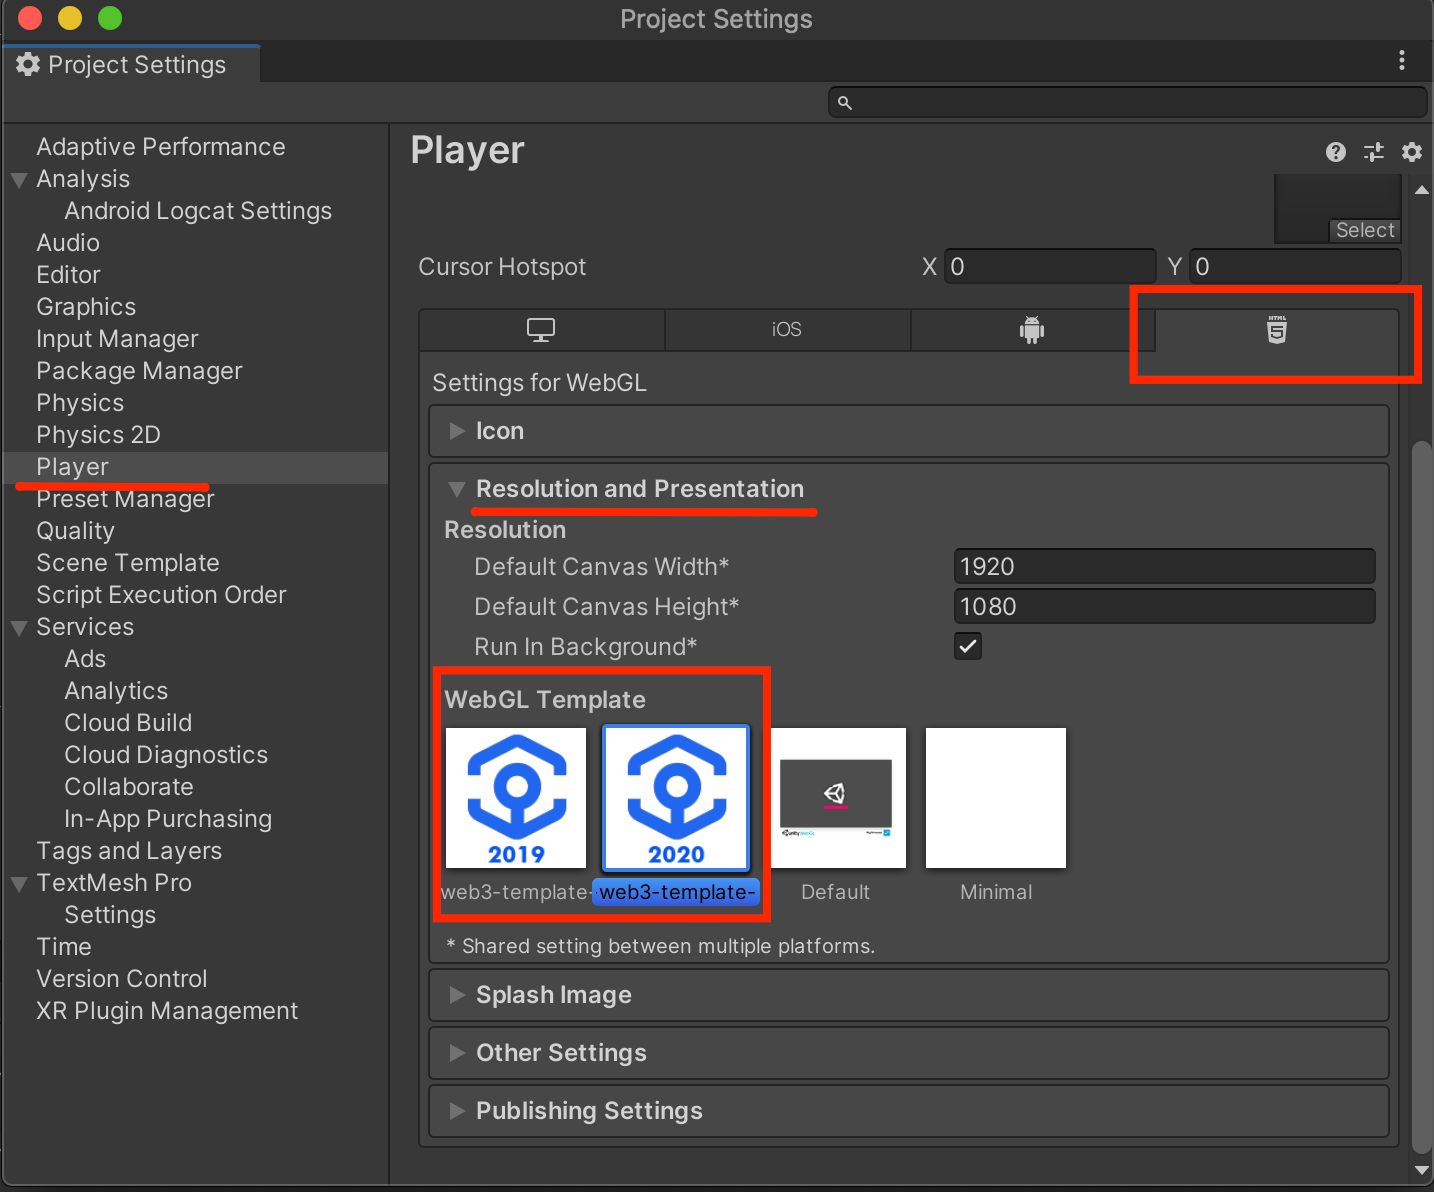 Project Settings
Project Settings
Adaptive Performance
Analysis
Android Logcat Settings
Audio
Editor
Graphics
Input Manager
Package Manager
Physics
Physics 2D
Player
Preset Manager
Quality
Scene Template
Script Execution Order
Services
Ads
Analytics
Cloud Build
Cloud Diagnostics
Collaborate
In-App Purchasing
Tags and Layers
TextMesh Pro
Settings
Time
Version Control
XR Plugin Management
Player
Select
Cursor Hotspot X 0 Y 0
iOS
HTML
5
Settings for WebGL
Icon
Resolution and Presentation
Resolution
Default Canvas Width* 1920
Default Canvas Height* 1080
Run In Background*
WebGL Template
2019 2020
web3-template- web3-template- Default Minimal
* Shared setting between multiple platforms.
Splash Image
Other Settings
Publishing Settings